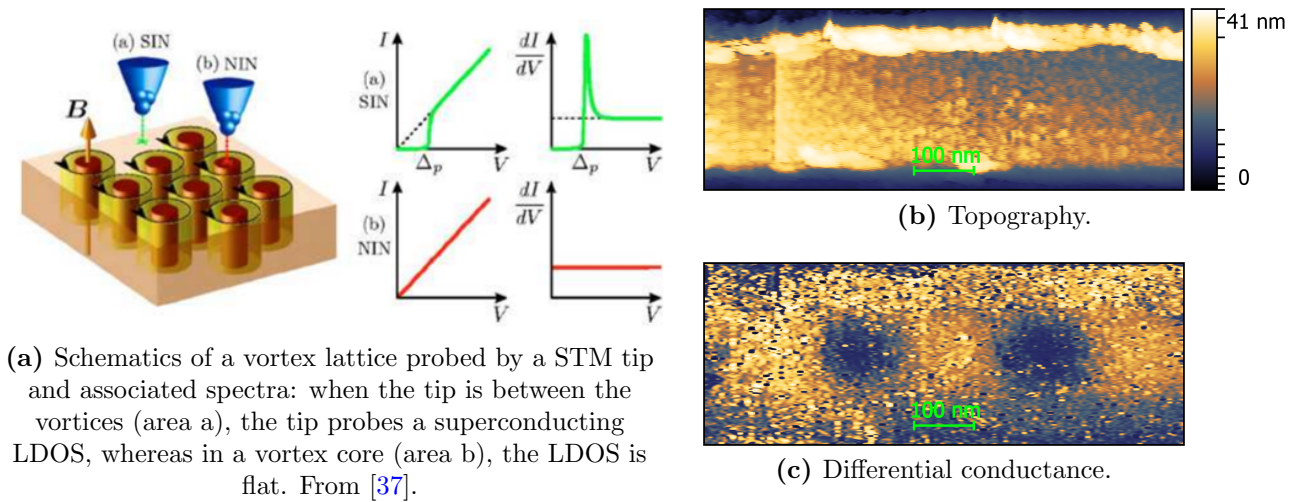 (a) SIN
(b) NIN
B
I
(a)
SIN
Δp
V
dI
dV
Δp
V
I
(b)
NIN
V
dI
dV
V
(a) Schematics of a vortex lattice probed by a STM tip
and associated spectra: when the tip is between the
vortices (area a), the tip probes a superconducting
LDOS, whereas in a vortex core (area b), the LDOS is
flat. From [37].
41 nm
0
100 nm
(b) Topography.
100 nm
(c) Differential conductance.